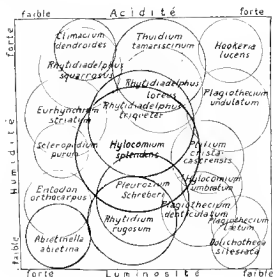 faible Acidité forte
forte
Climacium
dendroides
Thuidium
tamariscinum
Hookeria
lucens
Rhytidiadelphus
squarrosus
Rhytidiadelphus
loreus
Plagiothecium
undulatum
Rhytidiadelphus
triqueter
Eurhynchium
striatum
Scleropodium
purum
Hylocomium
splendens
Ptilium
crista-
castrensis
Humidité
Hylocomium
umbratum
Entodon
orthocarpus
Pleurozium
Schreberi
Plagiothecium
denticulatum
Rhytidium
rugosum
Plagiothecium
laetum
Abietinella
abietina
Dolichotheca
silesiaca
faible
faible Luminosité forte